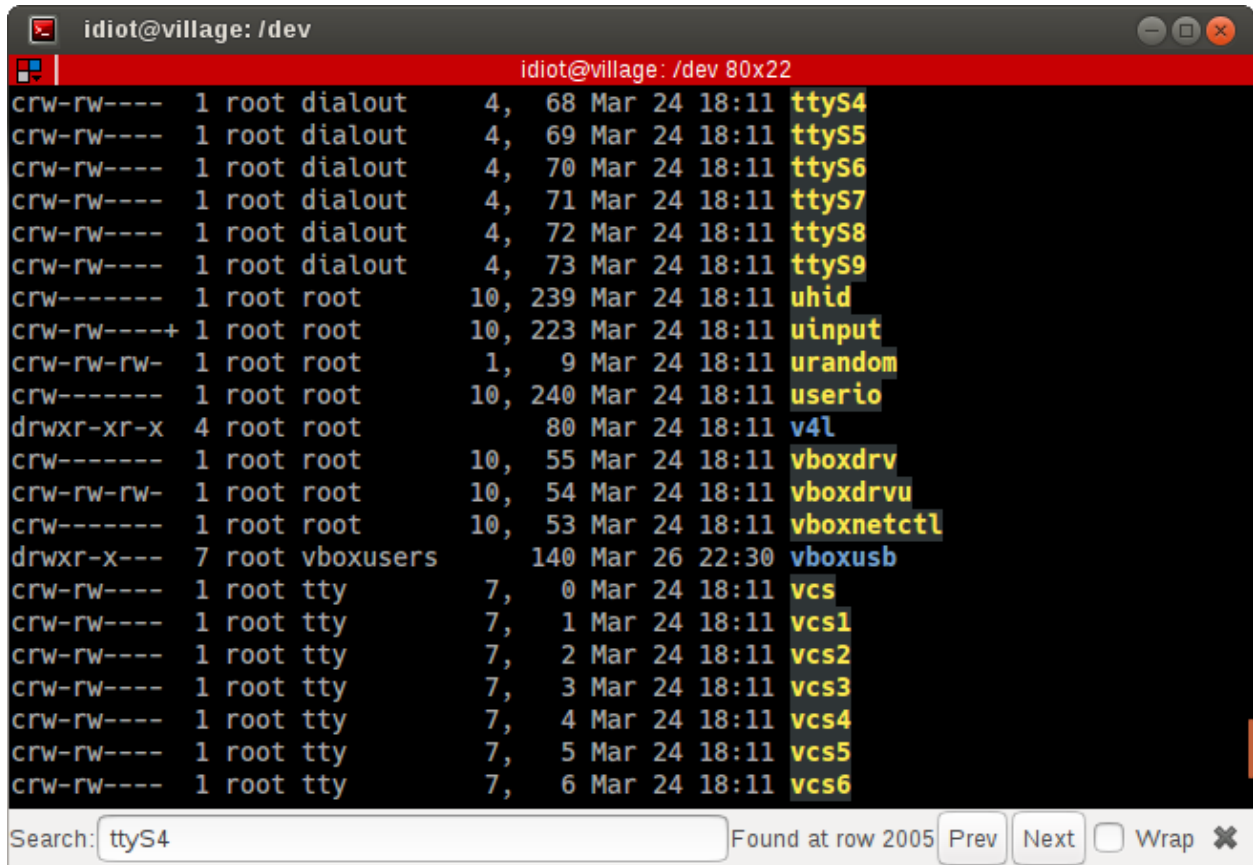 idiot@village: /dev
idiot@village: /dev 80x22
crw-rw----  1 root dialout     4,  68 Mar 24 18:11 ttyS4
crw-rw----  1 root dialout     4,  69 Mar 24 18:11 ttyS5
crw-rw----  1 root dialout     4,  70 Mar 24 18:11 ttyS6
crw-rw----  1 root dialout     4,  71 Mar 24 18:11 ttyS7
crw-rw----  1 root dialout     4,  72 Mar 24 18:11 ttyS8
crw-rw----  1 root dialout     4,  73 Mar 24 18:11 ttyS9
crw-------  1 root root       10, 239 Mar 24 18:11 uhid
crw-rw----+ 1 root root       10, 223 Mar 24 18:11 uinput
crw-rw-rw-  1 root root        1,   9 Mar 24 18:11 urandom
crw-------  1 root root       10, 240 Mar 24 18:11 userio
drwxr-xr-x  4 root root            80 Mar 24 18:11 v4l
crw-------  1 root root       10,  55 Mar 24 18:11 vboxdrv
crw-rw-rw-  1 root root       10,  54 Mar 24 18:11 vboxdrvu
crw-------  1 root root       10,  53 Mar 24 18:11 vboxnetctl
drwxr-x---  7 root vboxusers      140 Mar 26 22:30 vboxusb
crw-rw----  1 root tty         7,   0 Mar 24 18:11 vcs
crw-rw----  1 root tty         7,   1 Mar 24 18:11 vcs1
crw-rw----  1 root tty         7,   2 Mar 24 18:11 vcs2
crw-rw----  1 root tty         7,   3 Mar 24 18:11 vcs3
crw-rw----  1 root tty         7,   4 Mar 24 18:11 vcs4
crw-rw----  1 root tty         7,   5 Mar 24 18:11 vcs5
crw-rw----  1 root tty         7,   6 Mar 24 18:11 vcs6
Search: ttyS4 Found at row 2005 Prev Next Wrap